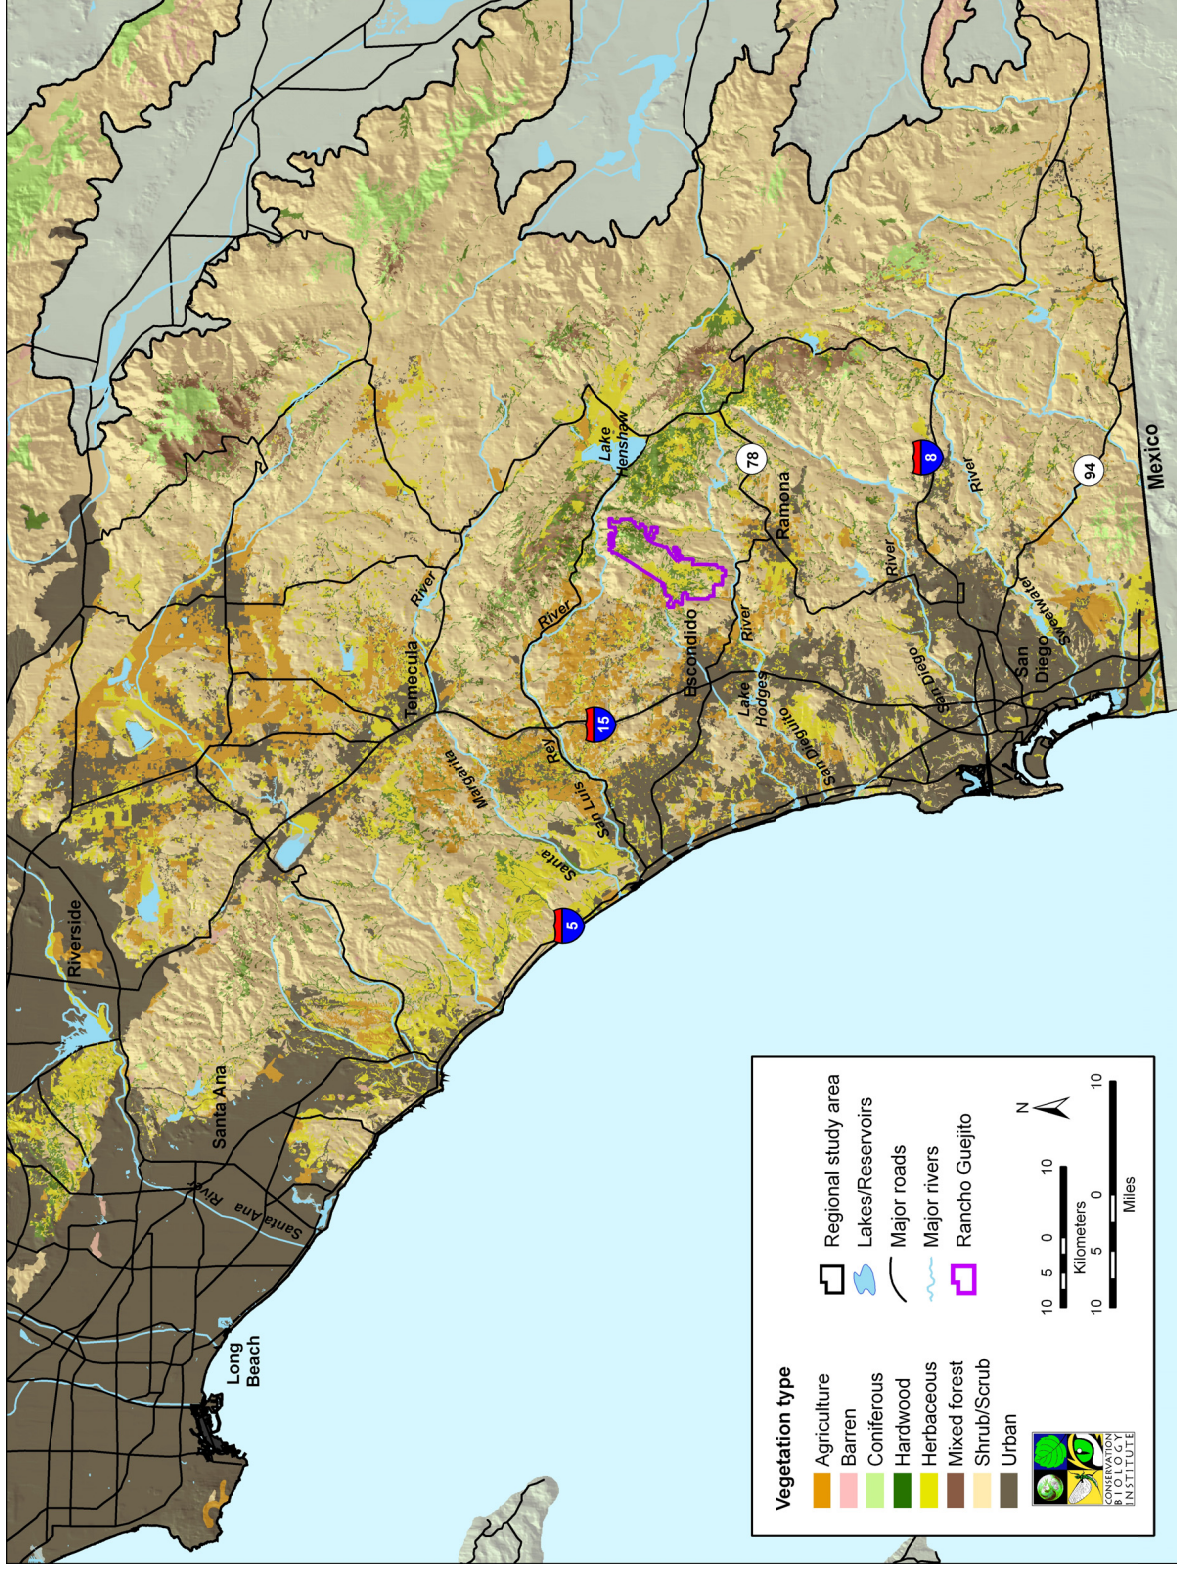 Riverside
Santa Ana
Santa Ana River
Long
Beach
Temecula
River
Margarita
Santa
River
Rey
San Luis
Lake
Henshaw
5
15
Escondido
78
Ramona
Lake
Hodges
River
San Dieguito
River
San Diego
8
River
Sweetwater
San
Diego
94
Mexico
Vegetation type
Agriculture
Barren
Coniferous
Hardwood
Herbaceous
Mixed forest
Shrub/Scrub
Urban
Regional study area
Lakes/Reservoirs
Major roads
Major rivers
Rancho Guejito
N
10 5 0 10
Kilometers
10 5 0 10
Miles
CONSERVATION
BIOLOGY
INSTITUTE